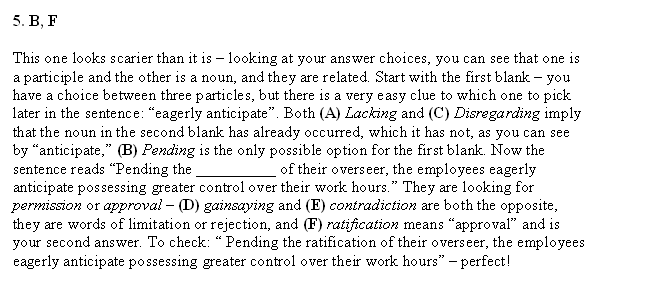 5. B, F
This one looks scarier than it is – looking at your answer choices, you can see that one is
a participle and the other is a noun, and they are related. Start with the first blank – you
have a choice between three particles, but there is a very easy clue to which one to pick
later in the sentence: “eagerly anticipate”. Both (A) Lacking and (C) Disregarding imply
that the noun in the second blank has already occurred, which it has not, as you can see
by “anticipate,” (B) Pending is the only possible option for the first blank. Now the
sentence reads “Pending the ____________ of their overseer, the employees eagerly
anticipate possessing greater control over their work hours.” They are looking for
permission or approval – (D) gainsaying and (E) contradiction are both the opposite,
they are words of limitation or rejection, and (F) ratification means “approval” and is
your second answer. To check: “ Pending the ratification of their overseer, the employees
eagerly anticipate possessing greater control over their work hours” – perfect!